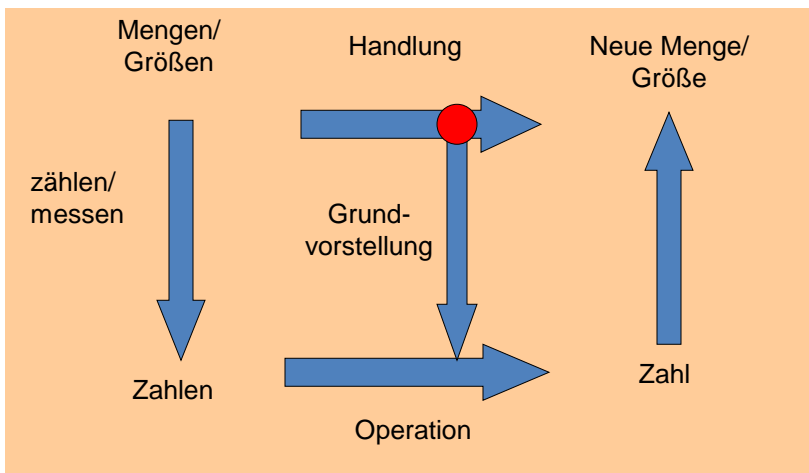 Mengen/
Größen
Handlung
Neue Menge/
Größe
zählen/
messen
Grund-
vorstellung
Zahlen
Zahl
Operation